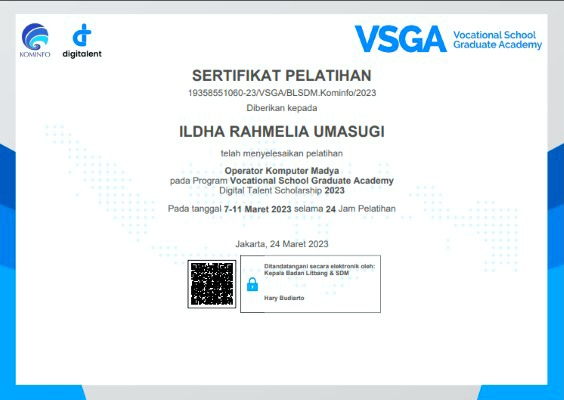 KOMINFO
digitalent
VSGA
Vocational School
Graduate Academy
SERTIFIKAT PELATIHAN
19358551060-23/VSGA/BLSDM.Kominfo/2023
Diberikan kepada
ILDHA RAHMELIA UMASUGI
telah menyelesaikan pelatihan
Operator Komputer Madya
pada Program Vocational School Graduate Academy
Digital Talent Scholarship 2023
Pada tanggal 7-11 Maret 2023 selama 24 Jam Pelatihan
Jakarta, 24 Maret 2023
Ditandatangani secara elektronik oleh:
Kepala Badan Litbang & SDM
Hary Budiarto